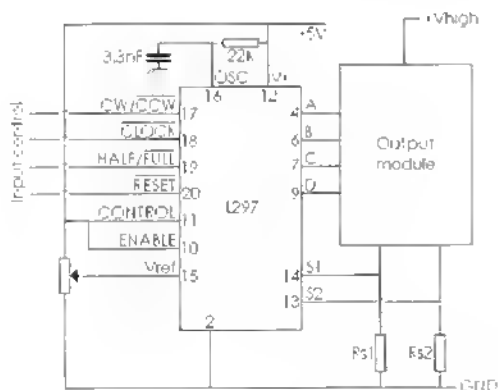 +Vhigh
+5V
3.3nF
22k
OSC
V+
16
12
CW/CCW
17
4
A
CLOCK
18
6
B
HALF/FULL
19
7
C
RESET
20
9
D
Output
module
Input control
L297
CONTROL
11
ENABLE
10
Vref
15
14
S1
13
S2
2
Rs1
Rs2
GRD